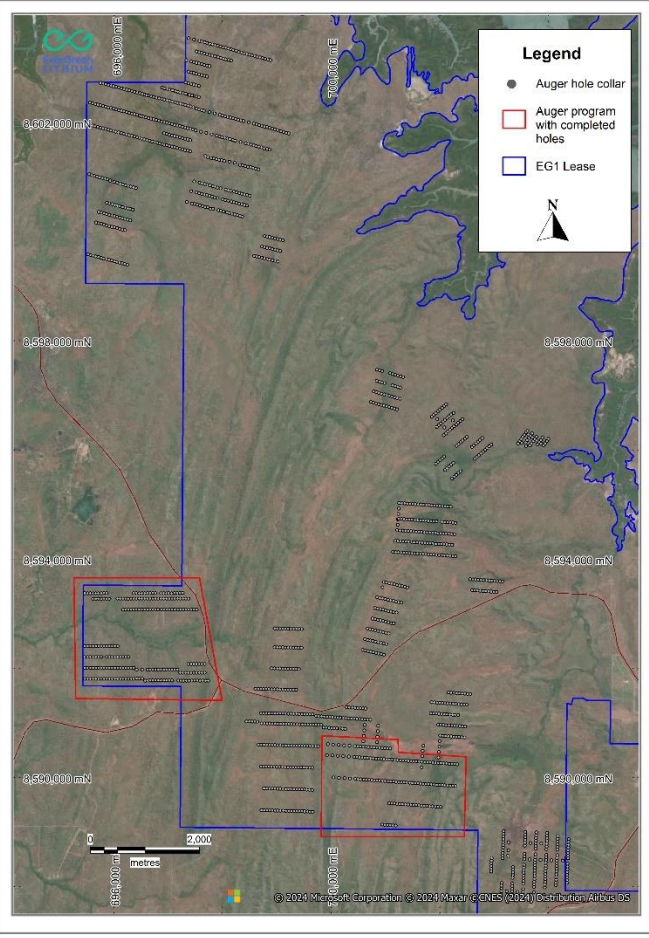 EverGreen
LITHIUM
696,000 mE
700,000 mE
Legend
Auger hole collar
Auger program
with completed
holes
EG1 Lease
N
8,602,000 mN
8,598,000 mN
8,598,000 mN
8,594,000 mN
8,594,000 mN
8,590,000 mN
8,590,000 mN
0
2,000
metres
© 2024 Microsoft Corporation © 2024 Maxar ©CNES (2024) Distribution Airbus DS